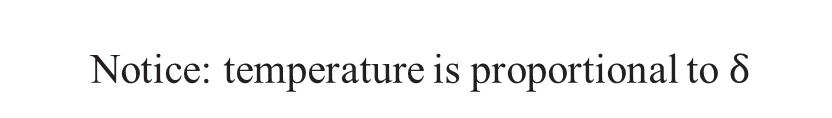 Notice: temperature is proportional to δ